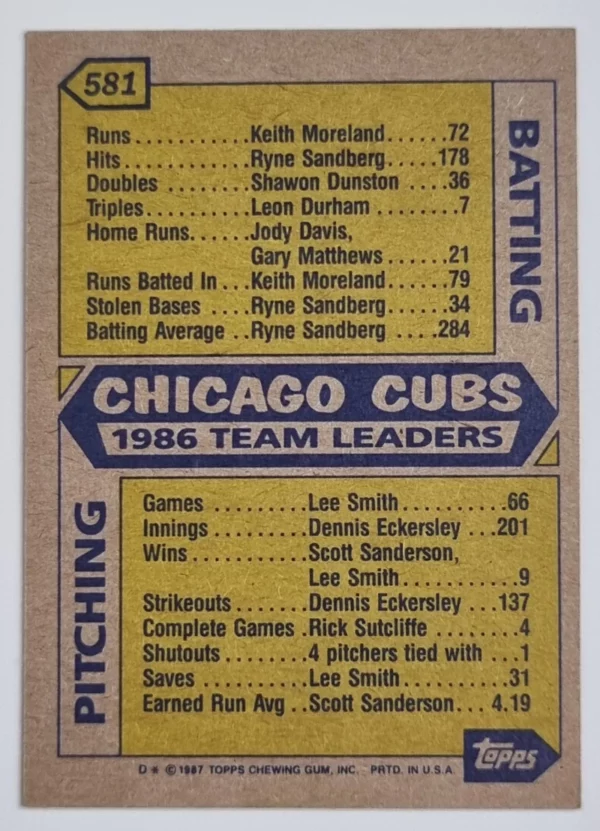 581
BATTING
Runs............Keith Moreland......72
Hits.............Ryne Sandberg.....178
Doubles ........Shawon Dunston ....36
Triples..........Leon Durham ........7
Home Runs......Jody Davis,
Gary Matthews .....21
Runs Batted In...Keith Moreland.....79
Stolen Bases ....Ryne Sandberg.....34
Batting Average ..Ryne Sandberg ....284
CHICAGO CUBS
1986 TEAM LEADERS
PITCHING
Games .........Lee Smith ..........66
Innings .........Dennis Eckersley ...201
Wins...........Scott Sanderson,
Lee Smith..........9
Strikeouts.......Dennis Eckersley ...137
Complete Games .Rick Sutcliffe ........4
Shutouts........4 pitchers tied with ...1
Saves ..........Lee Smith..........31
Earned Run Avg ..Scott Sanderson... 4.19
Topps
D* ©1987 TOPPS CHEWING GUM, INC. PRTD. IN U.S.A.